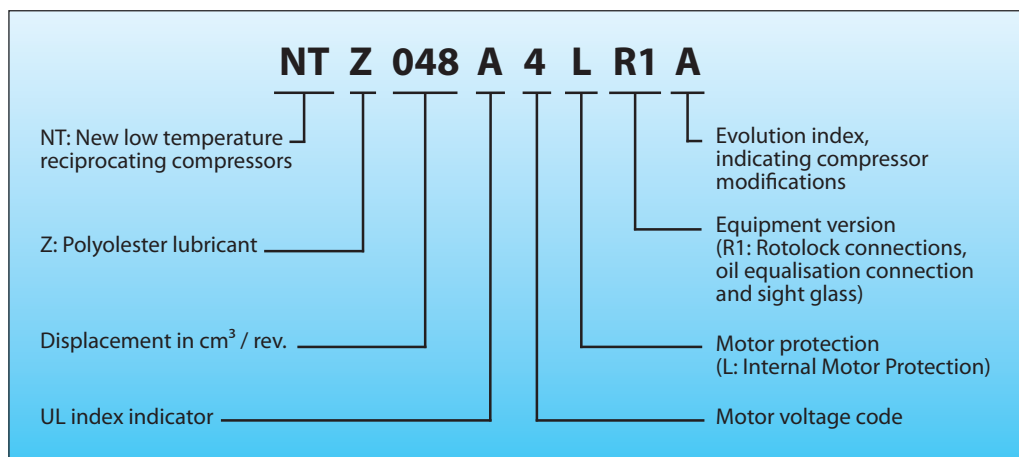 NT Z 048 A 4 L R1 A
NT: New low temperature
reciprocating compressors
Z: Polyolester lubricant
Displacement in cm³ / rev.
UL index indicator
Evolution index,
indicating compressor
modifications
Equipment version
(R1: Rotolock connections,
oil equalisation connection
and sight glass)
Motor protection
(L: Internal Motor Protection)
Motor voltage code